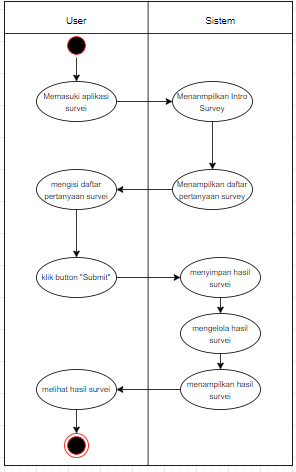 User
Sistem
Memasuki aplikasi
survei
Menanmpilkan Intro
Survey
mengisi daftar
pertanyaan survei
Menampilkan daftar
pertanyaan survey
klik button "Submit"
menyimpan hasil
survei
mengelola hasil
survei
melihat hasil survei
menampilkan hasil
survei